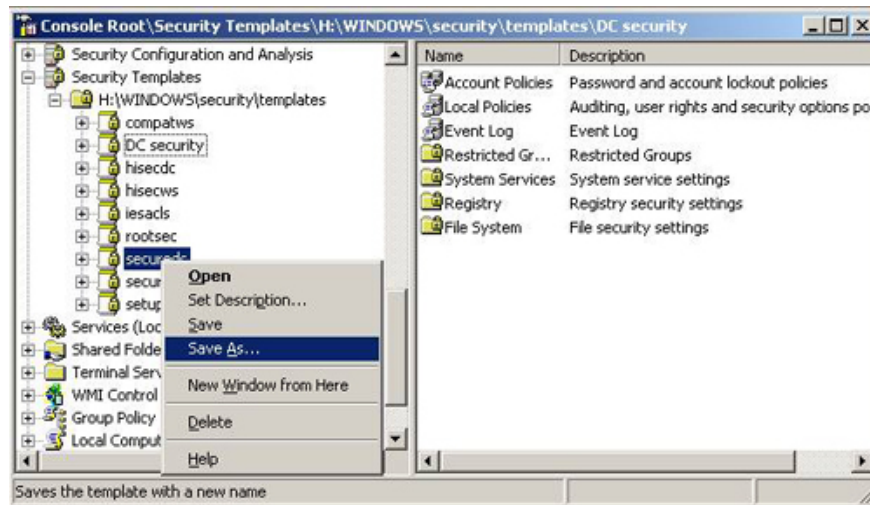 Console Root\Security Templates\H:\WINDOWS\security\templates\DC security
Security Configuration and Analysis
Security Templates
H:\WINDOWS\security\templates
compatws
DC security
hisecdc
hisecws
iesacls
rootsec
securedc
secur
setup
Services (Loc
Shared Folde
Terminal Serv
WMI Control
Group Policy
Local Comput
Open
Set Description...
Save
Save As...
New Window from Here
Delete
Help
Name Description
Account Policies Password and account lockout policies
Local Policies Auditing, user rights and security options po
Event Log Event Log
Restricted Gr... Restricted Groups
System Services System service settings
Registry Registry security settings
File System File security settings
Saves the template with a new name